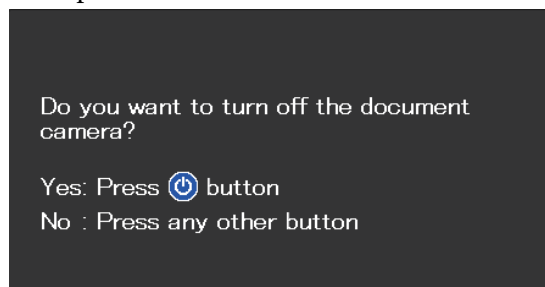 Do you want to turn off the document
camera?
Yes: Press button
No : Press any other button